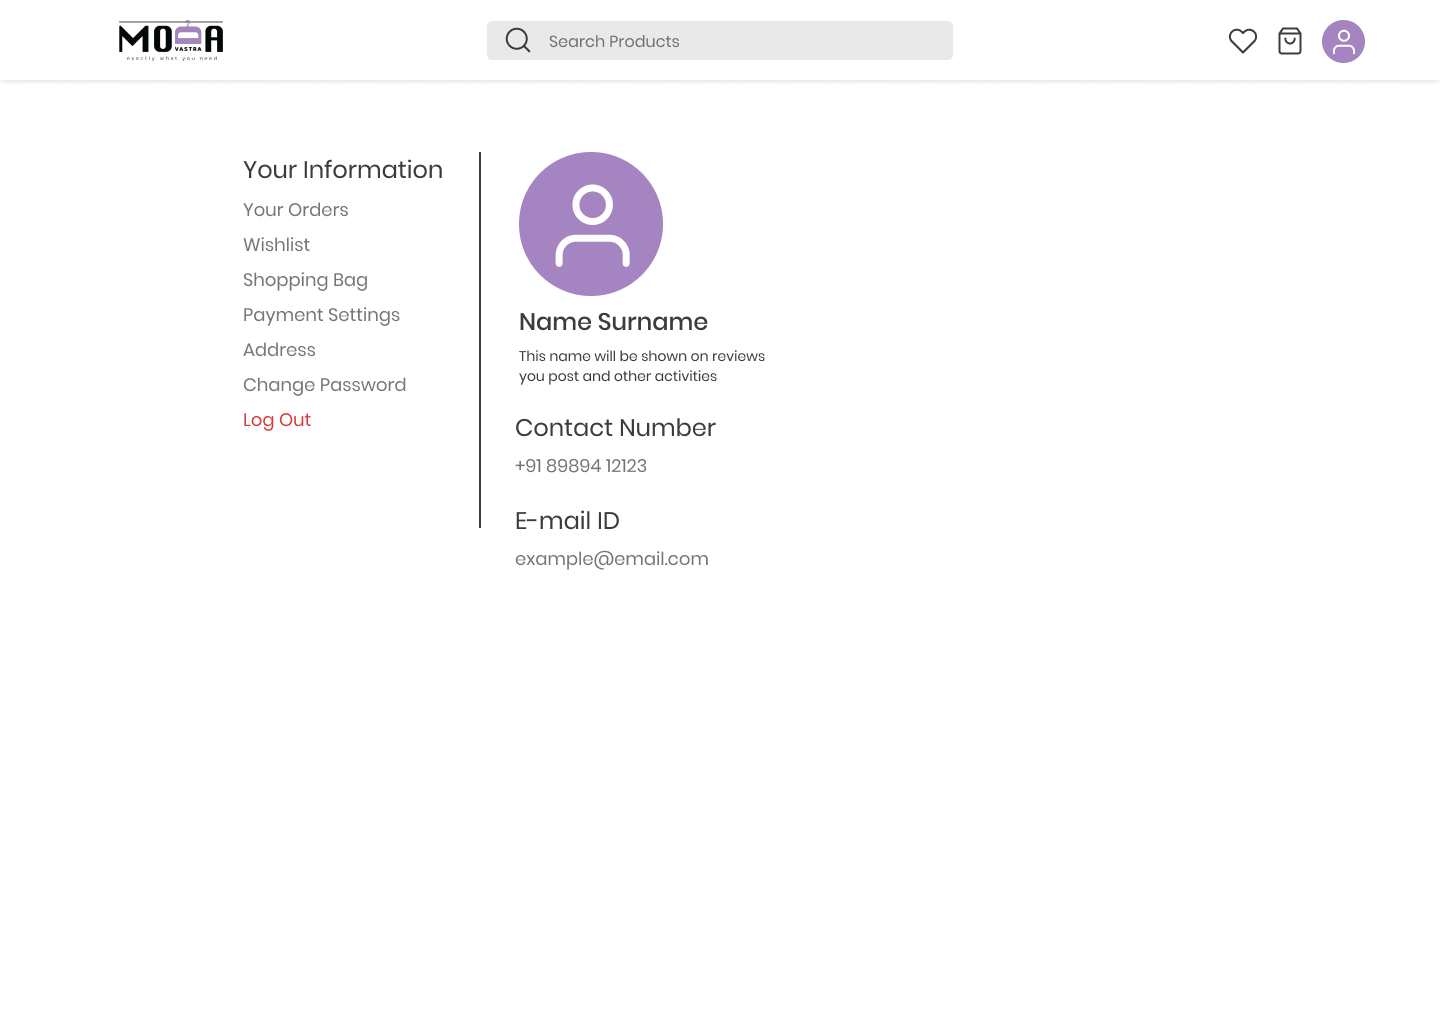 MODA
VASTRA
exactly what you need
Search Products
Your Information
Your Orders
Wishlist
Shopping Bag
Payment Settings
Address
Change Password
Log Out
Name Surname
This name will be shown on reviews
you post and other activities
Contact Number
+91 89894 12123
E-mail ID
example@email.com